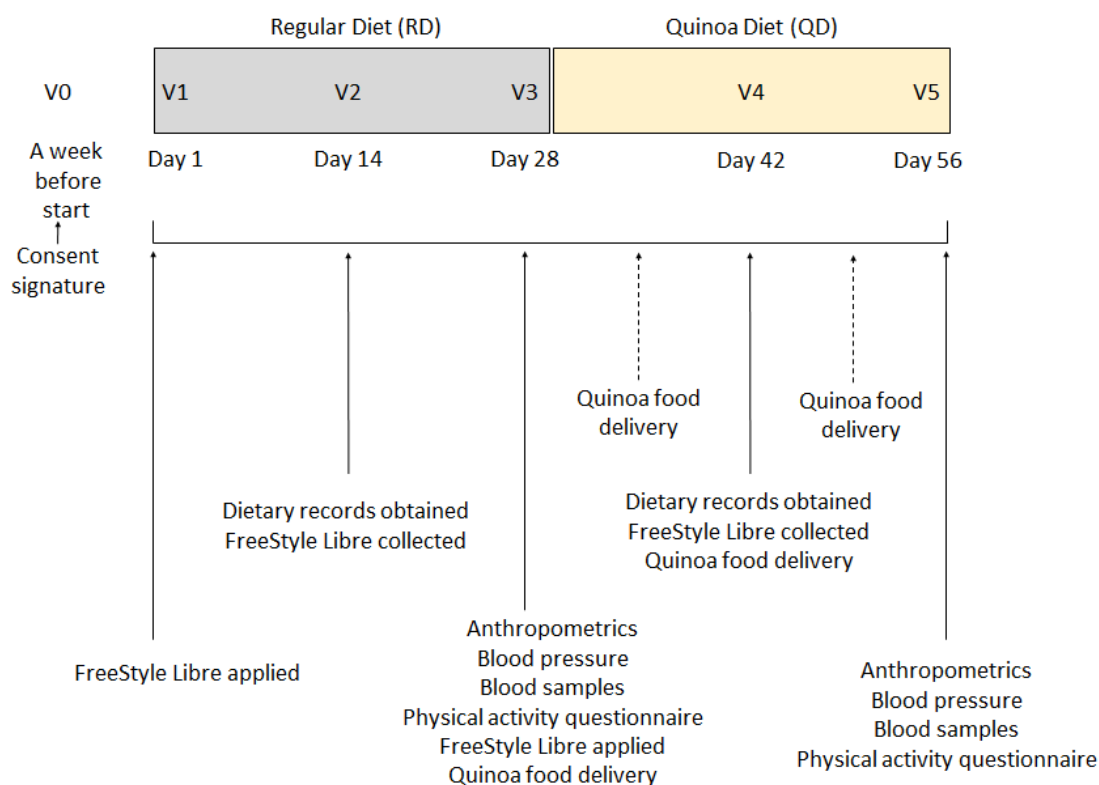 Regular Diet (RD)
Quinoa Diet (QD)
V0
V1
V2
V3
V4
V5
A week
before
start
Day 1
Day 14
Day 28
Day 42
Day 56
Consent
signature
Quinoa food
delivery
Quinoa food
delivery
Dietary records obtained
FreeStyle Libre collected
Dietary records obtained
FreeStyle Libre collected
Quinoa food delivery
FreeStyle Libre applied
Anthropometrics
Blood pressure
Blood samples
Physical activity questionnaire
FreeStyle Libre applied
Quinoa food delivery
Anthropometrics
Blood pressure
Blood samples
Physical activity questionnaire